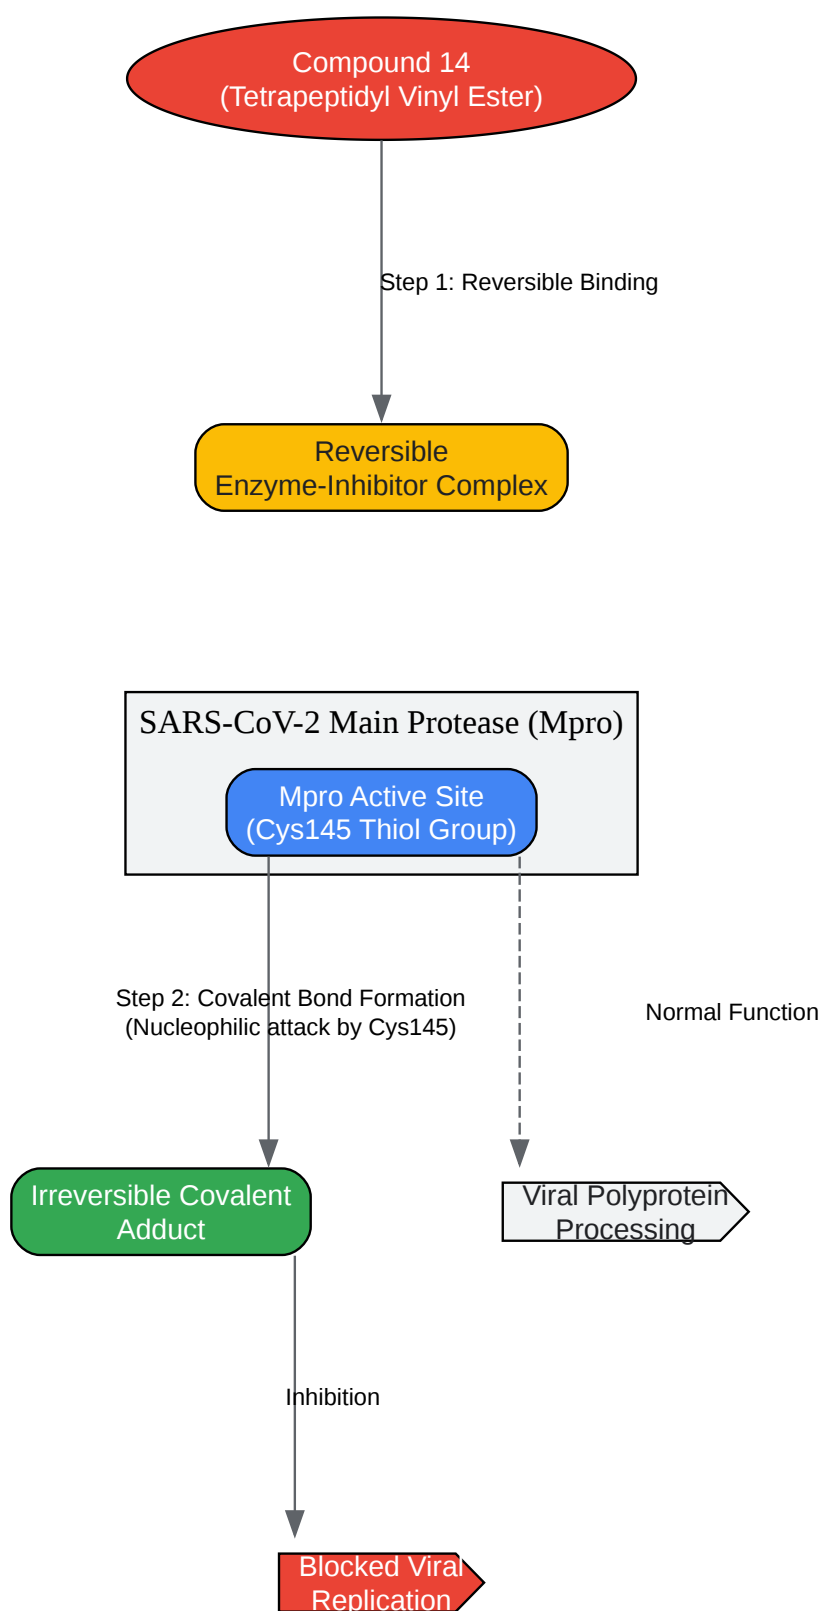 Compound 14
(Tetrapeptidyl Vinyl Ester)
Step 1: Reversible Binding
Reversible
Enzyme-Inhibitor Complex
SARS-CoV-2 Main Protease (Mpro)
Mpro Active Site
(Cys145 Thiol Group)
Step 2: Covalent Bond Formation
(Nucleophilic attack by Cys145)
Normal Function
Irreversible Covalent
Adduct
Viral Polyprotein
Processing
Inhibition
Blocked Viral
Replication